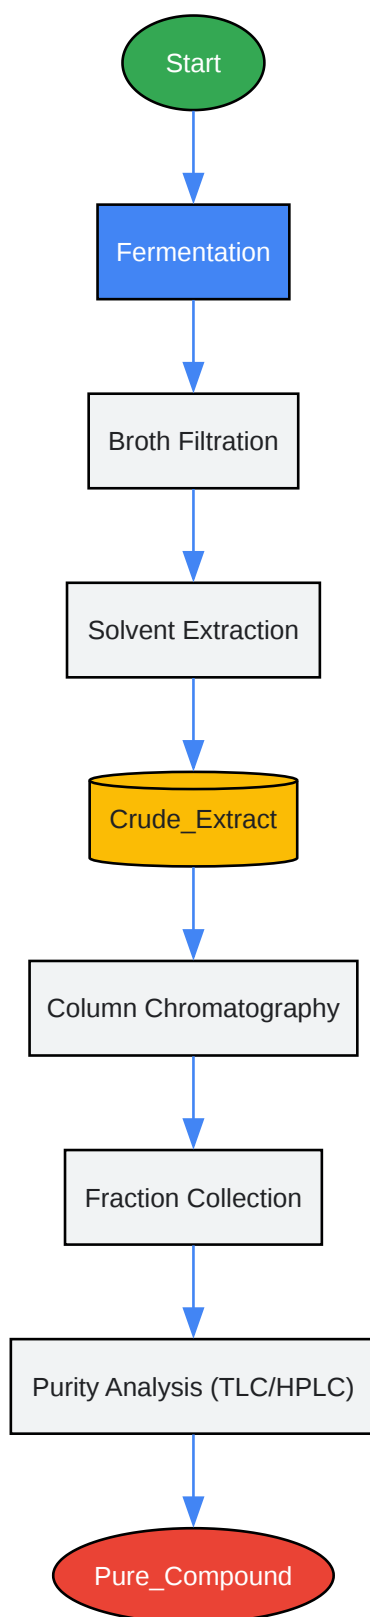 Start
Fermentation
Broth Filtration
Solvent Extraction
Crude_Extract
Column Chromatography
Fraction Collection
Purity Analysis (TLC/HPLC)
Pure_Compound